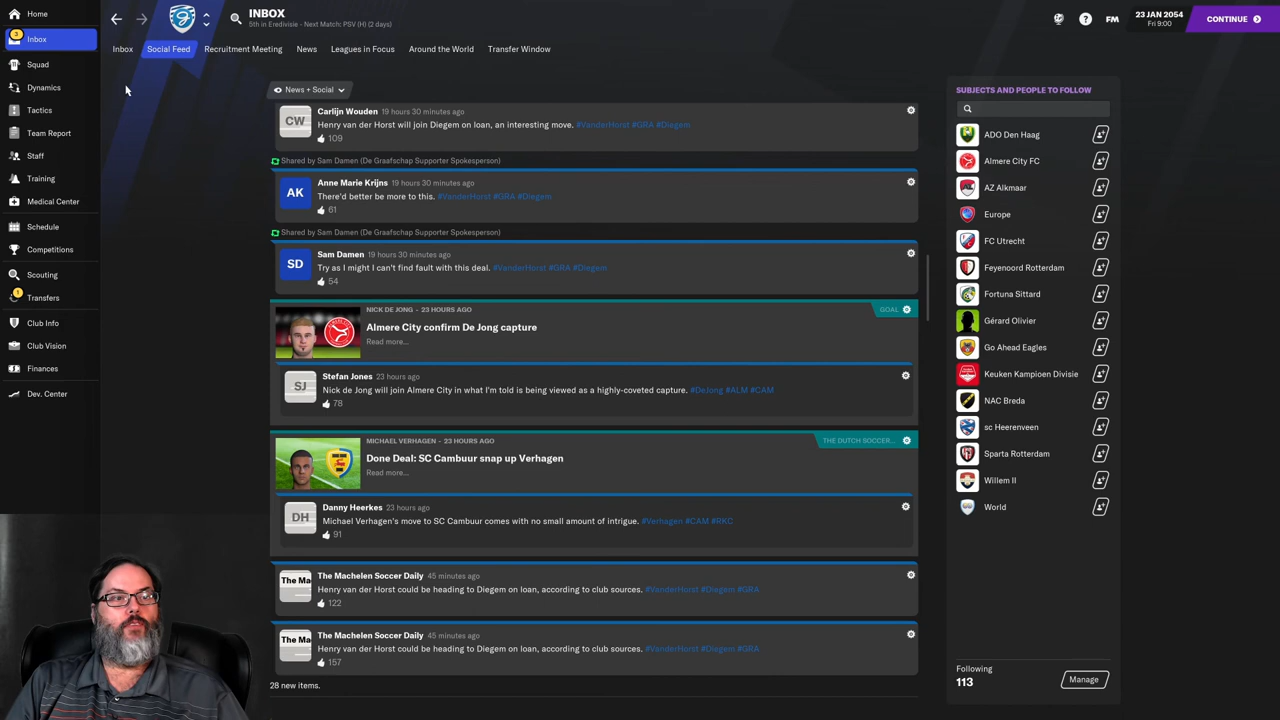 Home
3
Inbox
Squad
Dynamics
Tactics
Team Report
Staff
Training
Medical Center
Schedule
Competitions
Scouting
1
Transfers
Club Info
Club Vision
Finances
Dev. Center
INBOX
5th in Eredivisie - Next Match: PSV (H) (2 days)
?
FM
23 JAN 2054
Fri 9:00
CONTINUE
Inbox Social Feed Recruitment Meeting News Leagues in Focus Around the World Transfer Window
News + Social
CW
Carlijn Wouden 19 hours 30 minutes ago
Henry van der Horst will join Diegem on loan, an interesting move. #VanderHorst #GRA #Diegem
109
Shared by Sam Damen (De Graafschap Supporter Spokesperson)
AK
Anne Marie Krijns 19 hours 30 minutes ago
There'd better be more to this. #VanderHorst #GRA #Diegem
61
Shared by Sam Damen (De Graafschap Supporter Spokesperson)
SD
Sam Damen 19 hours 30 minutes ago
Try as I might I can't find fault with this deal. #VanderHorst #GRA #Diegem
54
NICK DE JONG - 23 HOURS AGO
GOAL
Almere City confirm De Jong capture
Read more...
SJ
Stefan Jones 23 hours ago
Nick de Jong will join Almere City in what I'm told is being viewed as a highly-coveted capture. #DeJong #ALM #CAM
78
MICHAEL VERHAGEN - 23 HOURS AGO
THE DUTCH SOCCER...
Done Deal: SC Cambuur snap up Verhagen
Read more...
DH
Danny Heerkes 23 hours ago
Michael Verhagen's move to SC Cambuur comes with no small amount of intrigue. #Verhagen #CAM #RKC
91
The Ma
The Machelen Soccer Daily 45 minutes ago
Henry van der Horst could be heading to Diegem on loan, according to club sources. #VanderHorst #Diegem #GRA
122
The Ma
The Machelen Soccer Daily 45 minutes ago
Henry van der Horst could be heading to Diegem on loan, according to club sources. #VanderHorst #Diegem #GRA
157
28 new items.
SUBJECTS AND PEOPLE TO FOLLOW
ADO Den Haag
Almere City FC
AZ Alkmaar
Europe
FC Utrecht
Feyenoord Rotterdam
Fortuna Sittard
Gérard Olivier
Go Ahead Eagles
Keuken Kampioen Divisie
NAC Breda
sc Heerenveen
Sparta Rotterdam
Willem II
World
Following
113
Manage